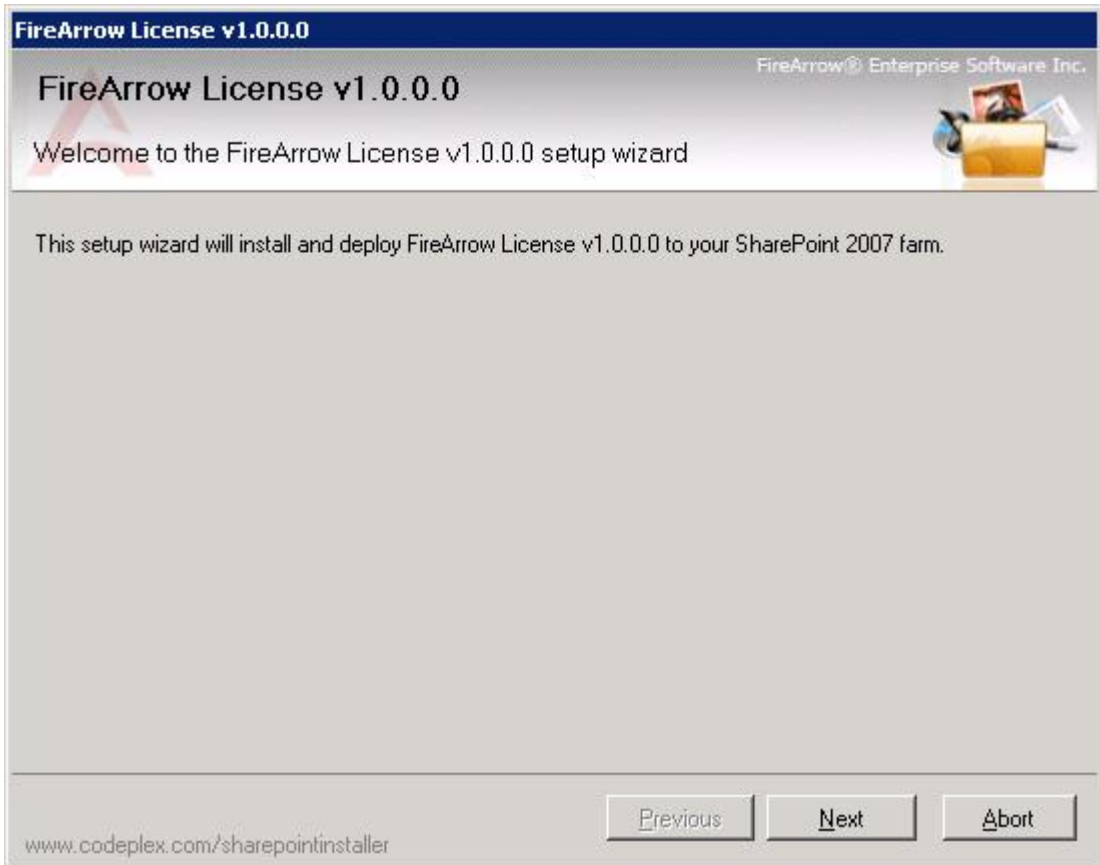 FireArrow License v1.0.0.0
FireArrow® Enterprise Software Inc.
FireArrow License v1.0.0.0
Welcome to the FireArrow License v1.0.0.0 setup wizard
This setup wizard will install and deploy FireArrow License v1.0.0.0 to your SharePoint 2007 farm.
Previous
Next
Abort
www.codeplex.com/sharepointinstaller